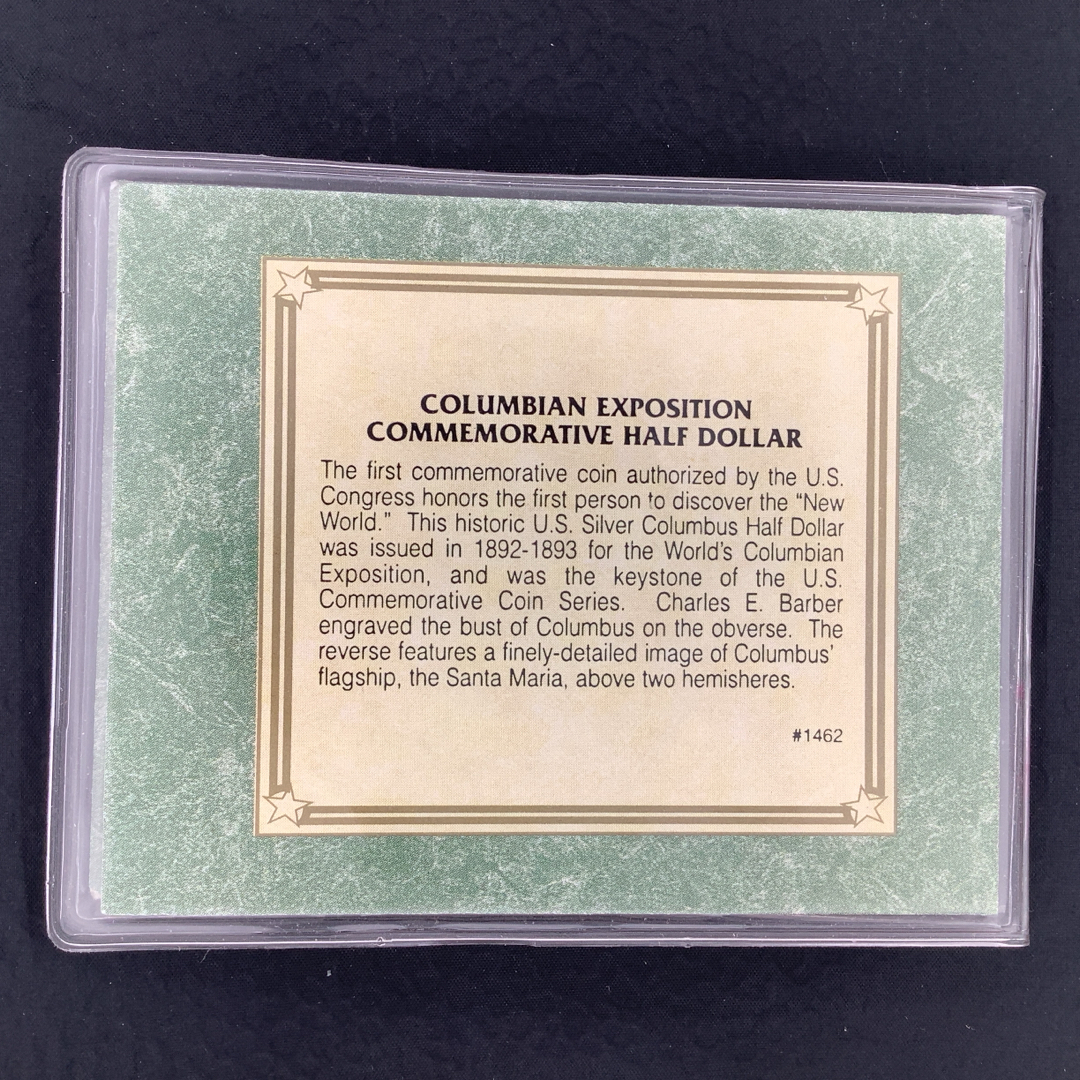 COLUMBIAN EXPOSITION
COMMEMORATIVE HALF DOLLAR
The first commemorative coin authorized by the U.S.
Congress honors the first person to discover the “New
World.” This historic U.S. Silver Columbus Half Dollar
was issued in 1892-1893 for the World’s Columbian
Exposition, and was the keystone of the U.S.
Commemorative Coin Series. Charles E. Barber
engraved the bust of Columbus on the obverse. The
reverse features a finely-detailed image of Columbus’
flagship, the Santa Maria, above two hemisheres.
#1462